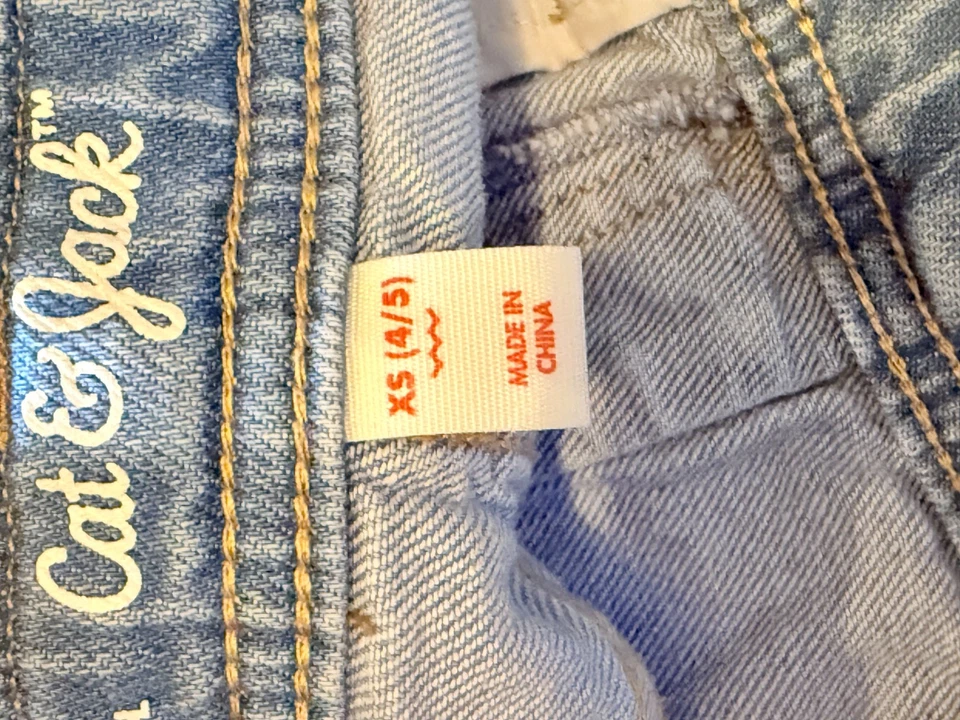 Cat & Jack™
XS (4/5)
MADE IN
CHINA